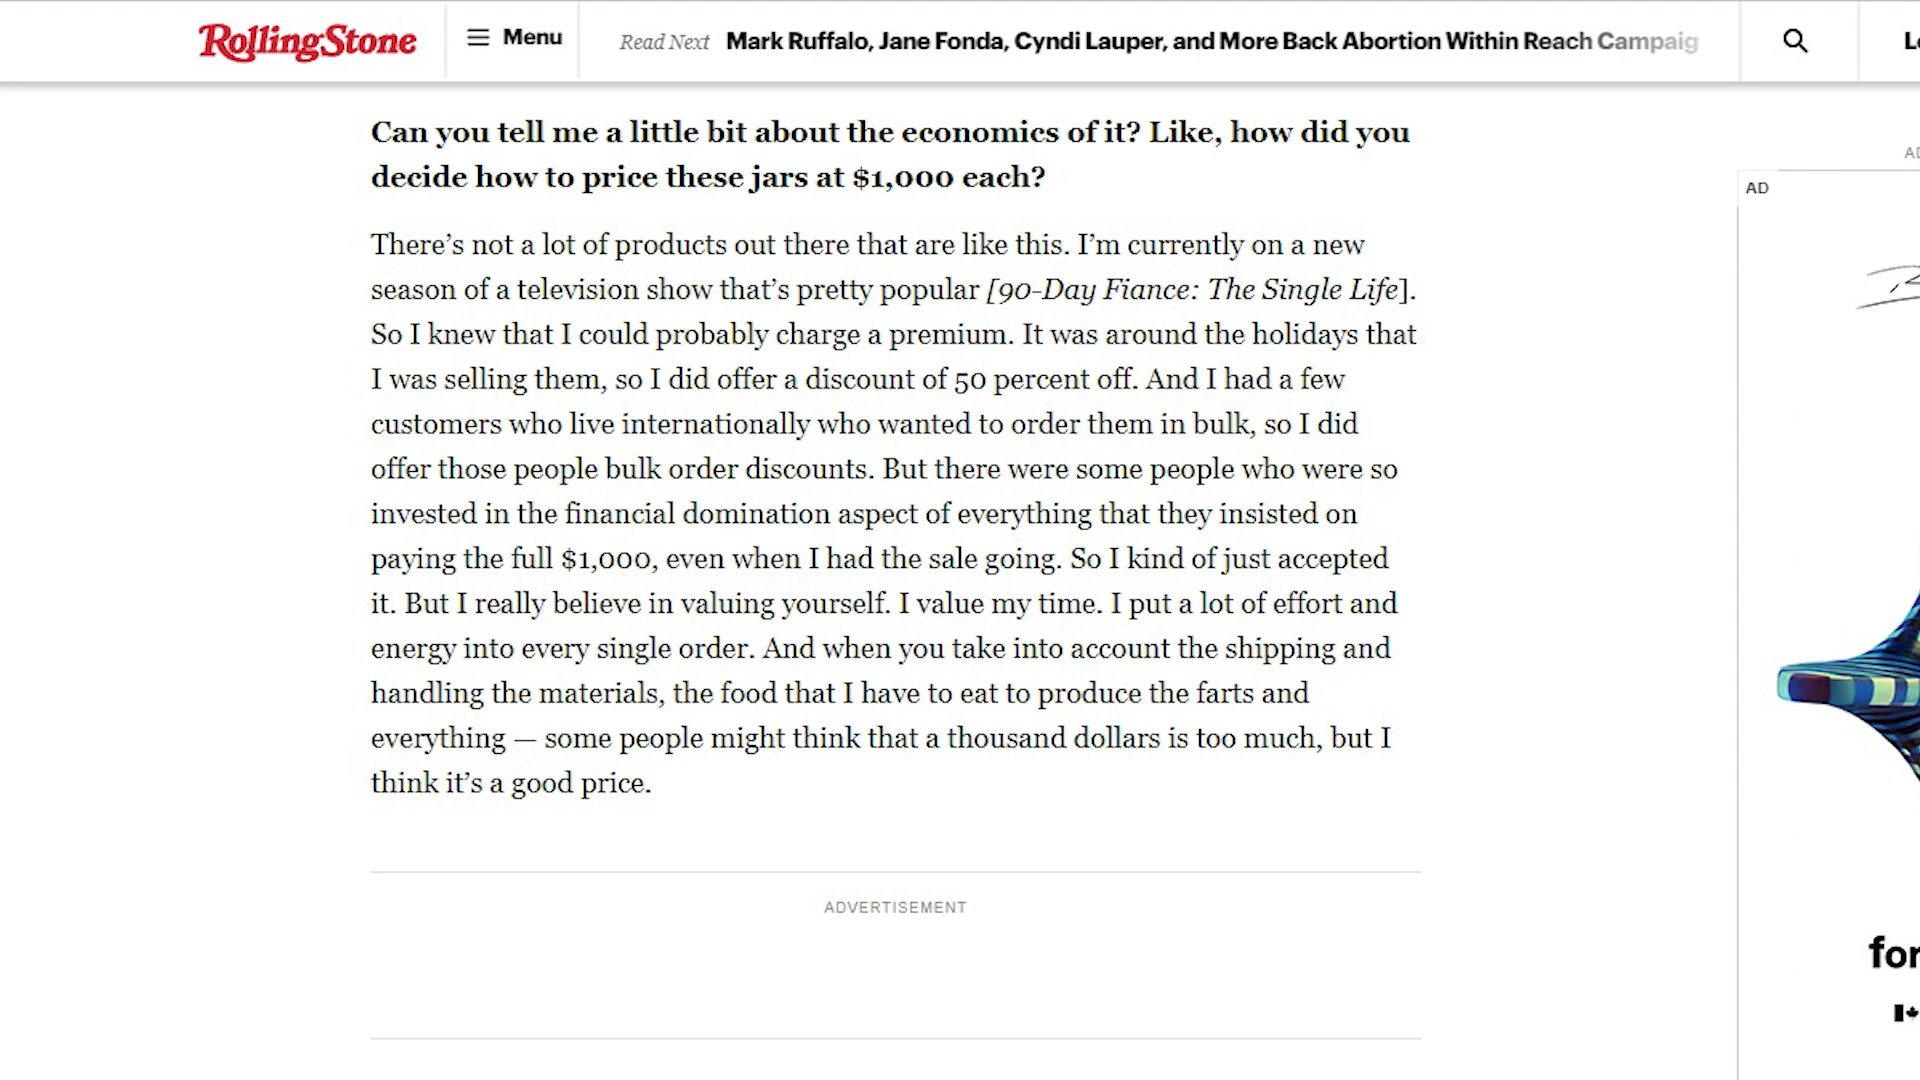 RollingStone
Menu
Read Next Mark Ruffalo, Jane Fonda, Cyndi Lauper, and More Back Abortion Within Reach Campaig
Can you tell me a little bit about the economics of it? Like, how did you
decide how to price these jars at $1,000 each?
There’s not a lot of products out there that are like this. I’m currently on a new
season of a television show that’s pretty popular [90-Day Fiance: The Single Life].
So I knew that I could probably charge a premium. It was around the holidays that
I was selling them, so I did offer a discount of 50 percent off. And I had a few
customers who live internationally who wanted to order them in bulk, so I did
offer those people bulk order discounts. But there were some people who were so
invested in the financial domination aspect of everything that they insisted on
paying the full $1,000, even when I had the sale going. So I kind of just accepted
it. But I really believe in valuing yourself. I value my time. I put a lot of effort and
energy into every single order. And when you take into account the shipping and
handling the materials, the food that I have to eat to produce the farts and
everything — some people might think that a thousand dollars is too much, but I
think it’s a good price.
ADVERTISEMENT
AD
for